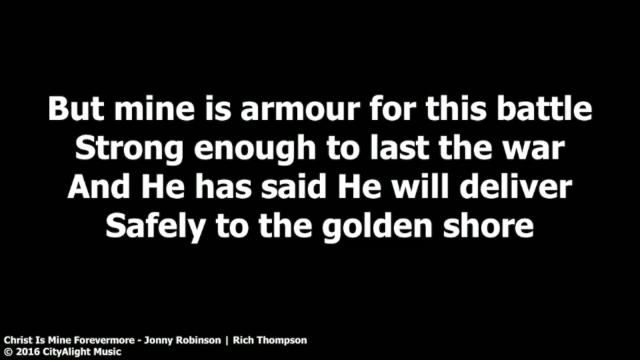 But mine is armour for this battle
Strong enough to last the war
And He has said He will deliver
Safely to the golden shore
Christ Is Mine Forevermore - Jonny Robinson | Rich Thompson
© 2016 CityAlight Music